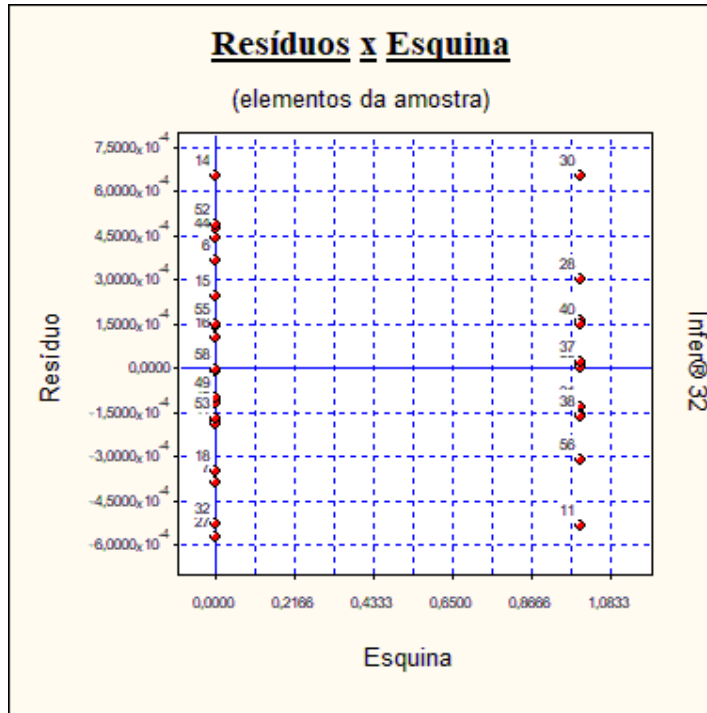 Resíduos x Esquina
(elementos da amostra)
7,5000x10⁻⁴
14
30
6,0000x10⁻⁴
52
44
4,5000x10⁻⁴
6
28
3,0000x10⁻⁴
15
55
40
1,5000x10⁻⁴
16
37
58
0,0000
49
53
38
-1,5000x10⁻⁴
56
-3,0000x10⁻⁴
18
7
-4,5000x10⁻⁴
32
11
27
-6,0000x10⁻⁴
Resíduo
Infer® 32
0,0000 0,2166 0,4333 0,6500 0,8666 1,0833
Esquina